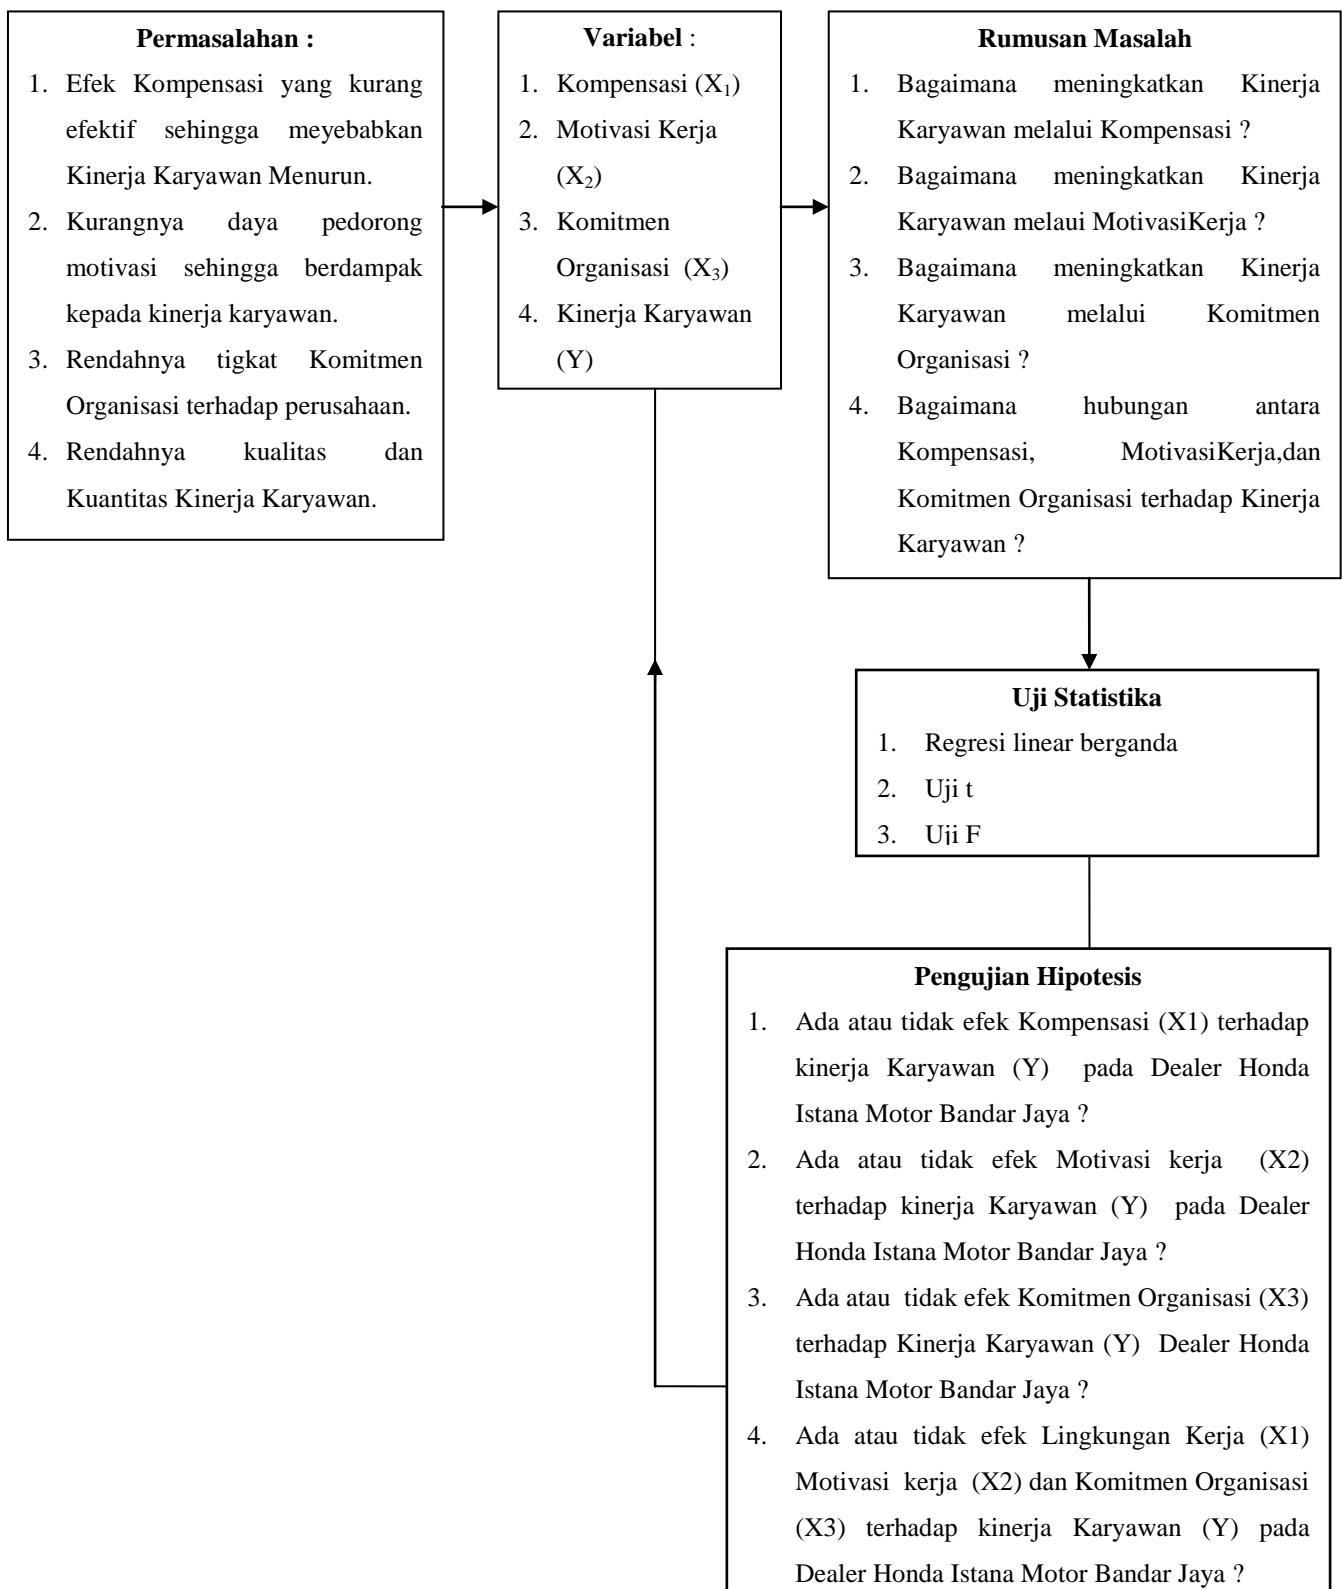 Permasalahan :
1. Efek Kompensasi yang kurang
efektif sehingga meyebabkan
Kinerja Karyawan Menurun.
2. Kurangnya daya pedorong
motivasi sehingga berdampak
kepada kinerja karyawan.
3. Rendahnya tigkat Komitmen
Organisasi terhadap perusahaan.
4. Rendahnya kualitas dan
Kuantitas Kinerja Karyawan.
Variabel :
1. Kompensasi (X₁)
2. Motivasi Kerja
(X₂)
3. Komitmen
Organisasi (X₃)
4. Kinerja Karyawan
(Y)
Rumusan Masalah
1. Bagaimana meningkatkan Kinerja
Karyawan melalui Kompensasi ?
2. Bagaimana meningkatkan Kinerja
Karyawan melaui MotivasiKerja ?
3. Bagaimana meningkatkan Kinerja
Karyawan melalui Komitmen
Organisasi ?
4. Bagaimana hubungan antara
Kompensasi, MotivasiKerja,dan
Komitmen Organisasi terhadap Kinerja
Karyawan ?
Uji Statistika
1. Regresi linear berganda
2. Uji t
3. Uji F
Pengujian Hipotesis
1. Ada atau tidak efek Kompensasi (X1) terhadap
kinerja Karyawan (Y) pada Dealer Honda
Istana Motor Bandar Jaya ?
2. Ada atau tidak efek Motivasi kerja (X2)
terhadap kinerja Karyawan (Y) pada Dealer
Honda Istana Motor Bandar Jaya ?
3. Ada atau tidak efek Komitmen Organisasi (X3)
terhadap Kinerja Karyawan (Y) Dealer Honda
Istana Motor Bandar Jaya ?
4. Ada atau tidak efek Lingkungan Kerja (X1)
Motivasi kerja (X2) dan Komitmen Organisasi
(X3) terhadap kinerja Karyawan (Y) pada
Dealer Honda Istana Motor Bandar Jaya ?